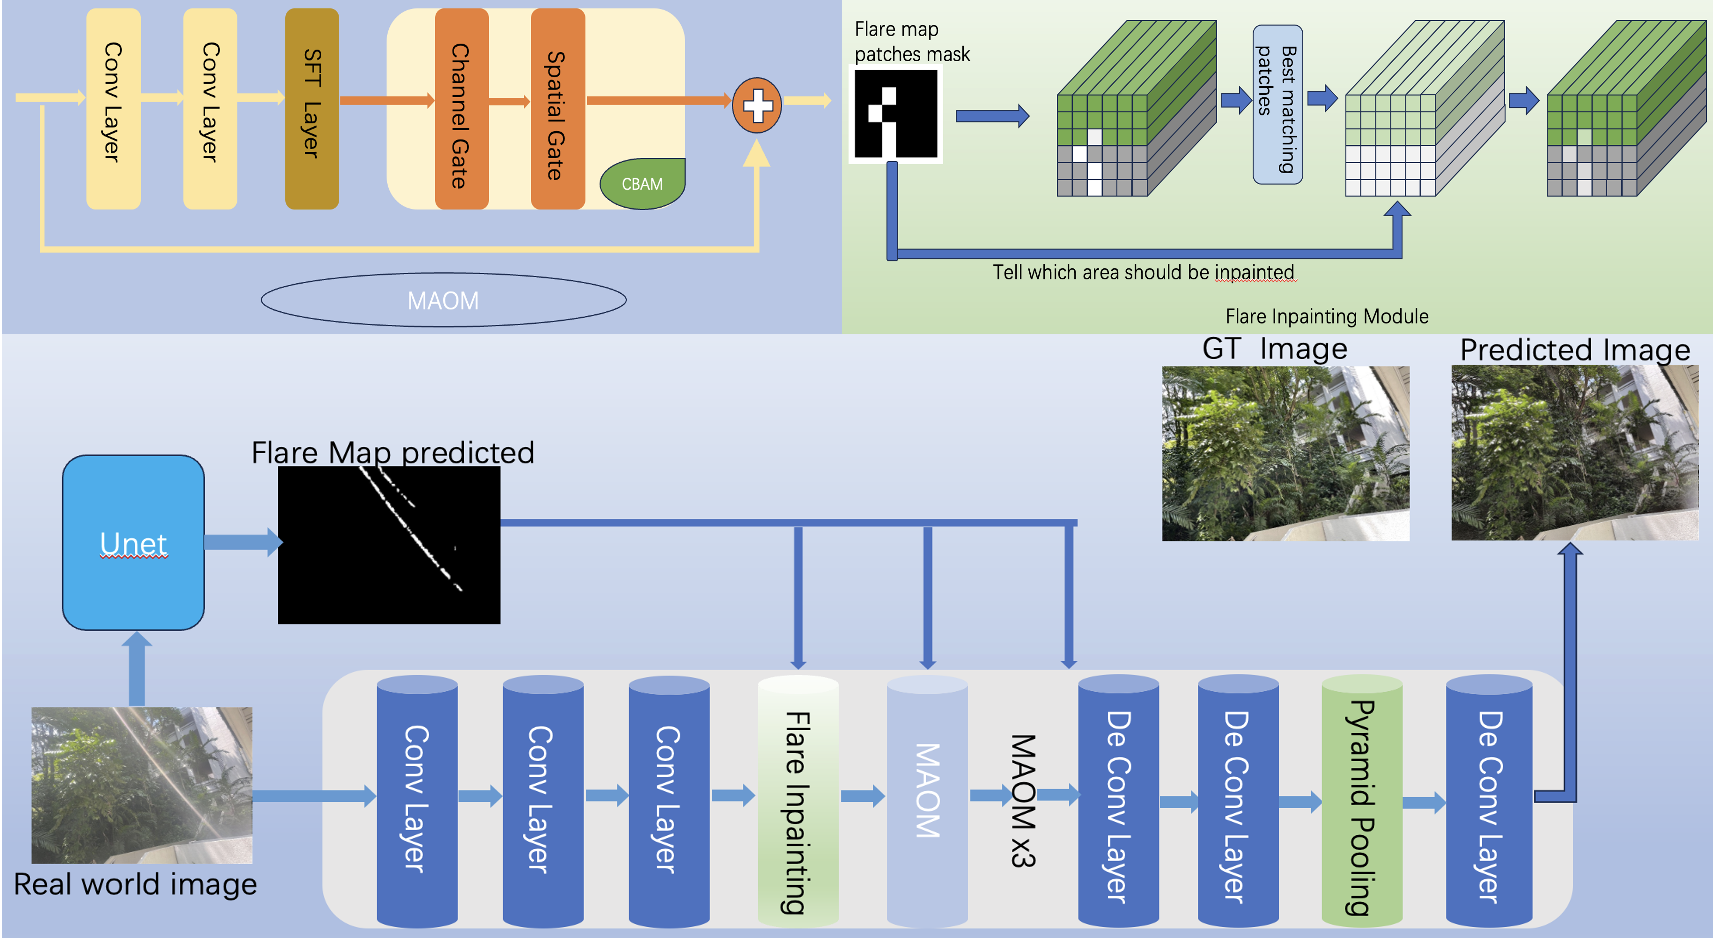 Conv Layer
Conv Layer
SFT Layer
Channel Gate
Spatial Gate
CBAM
MAOM
Flare map
patches mask
Best matching
patches
Tell which area should be inpainted
Flare Inpainting Module
GT Image
Predicted Image
Flare Map predicted
Unet
Real world image
Conv Layer
Conv Layer
Conv Layer
Flare Inpainting
MAOM
MAOM x3
De Conv Layer
De Conv Layer
Pyramid Pooling
De Conv Layer